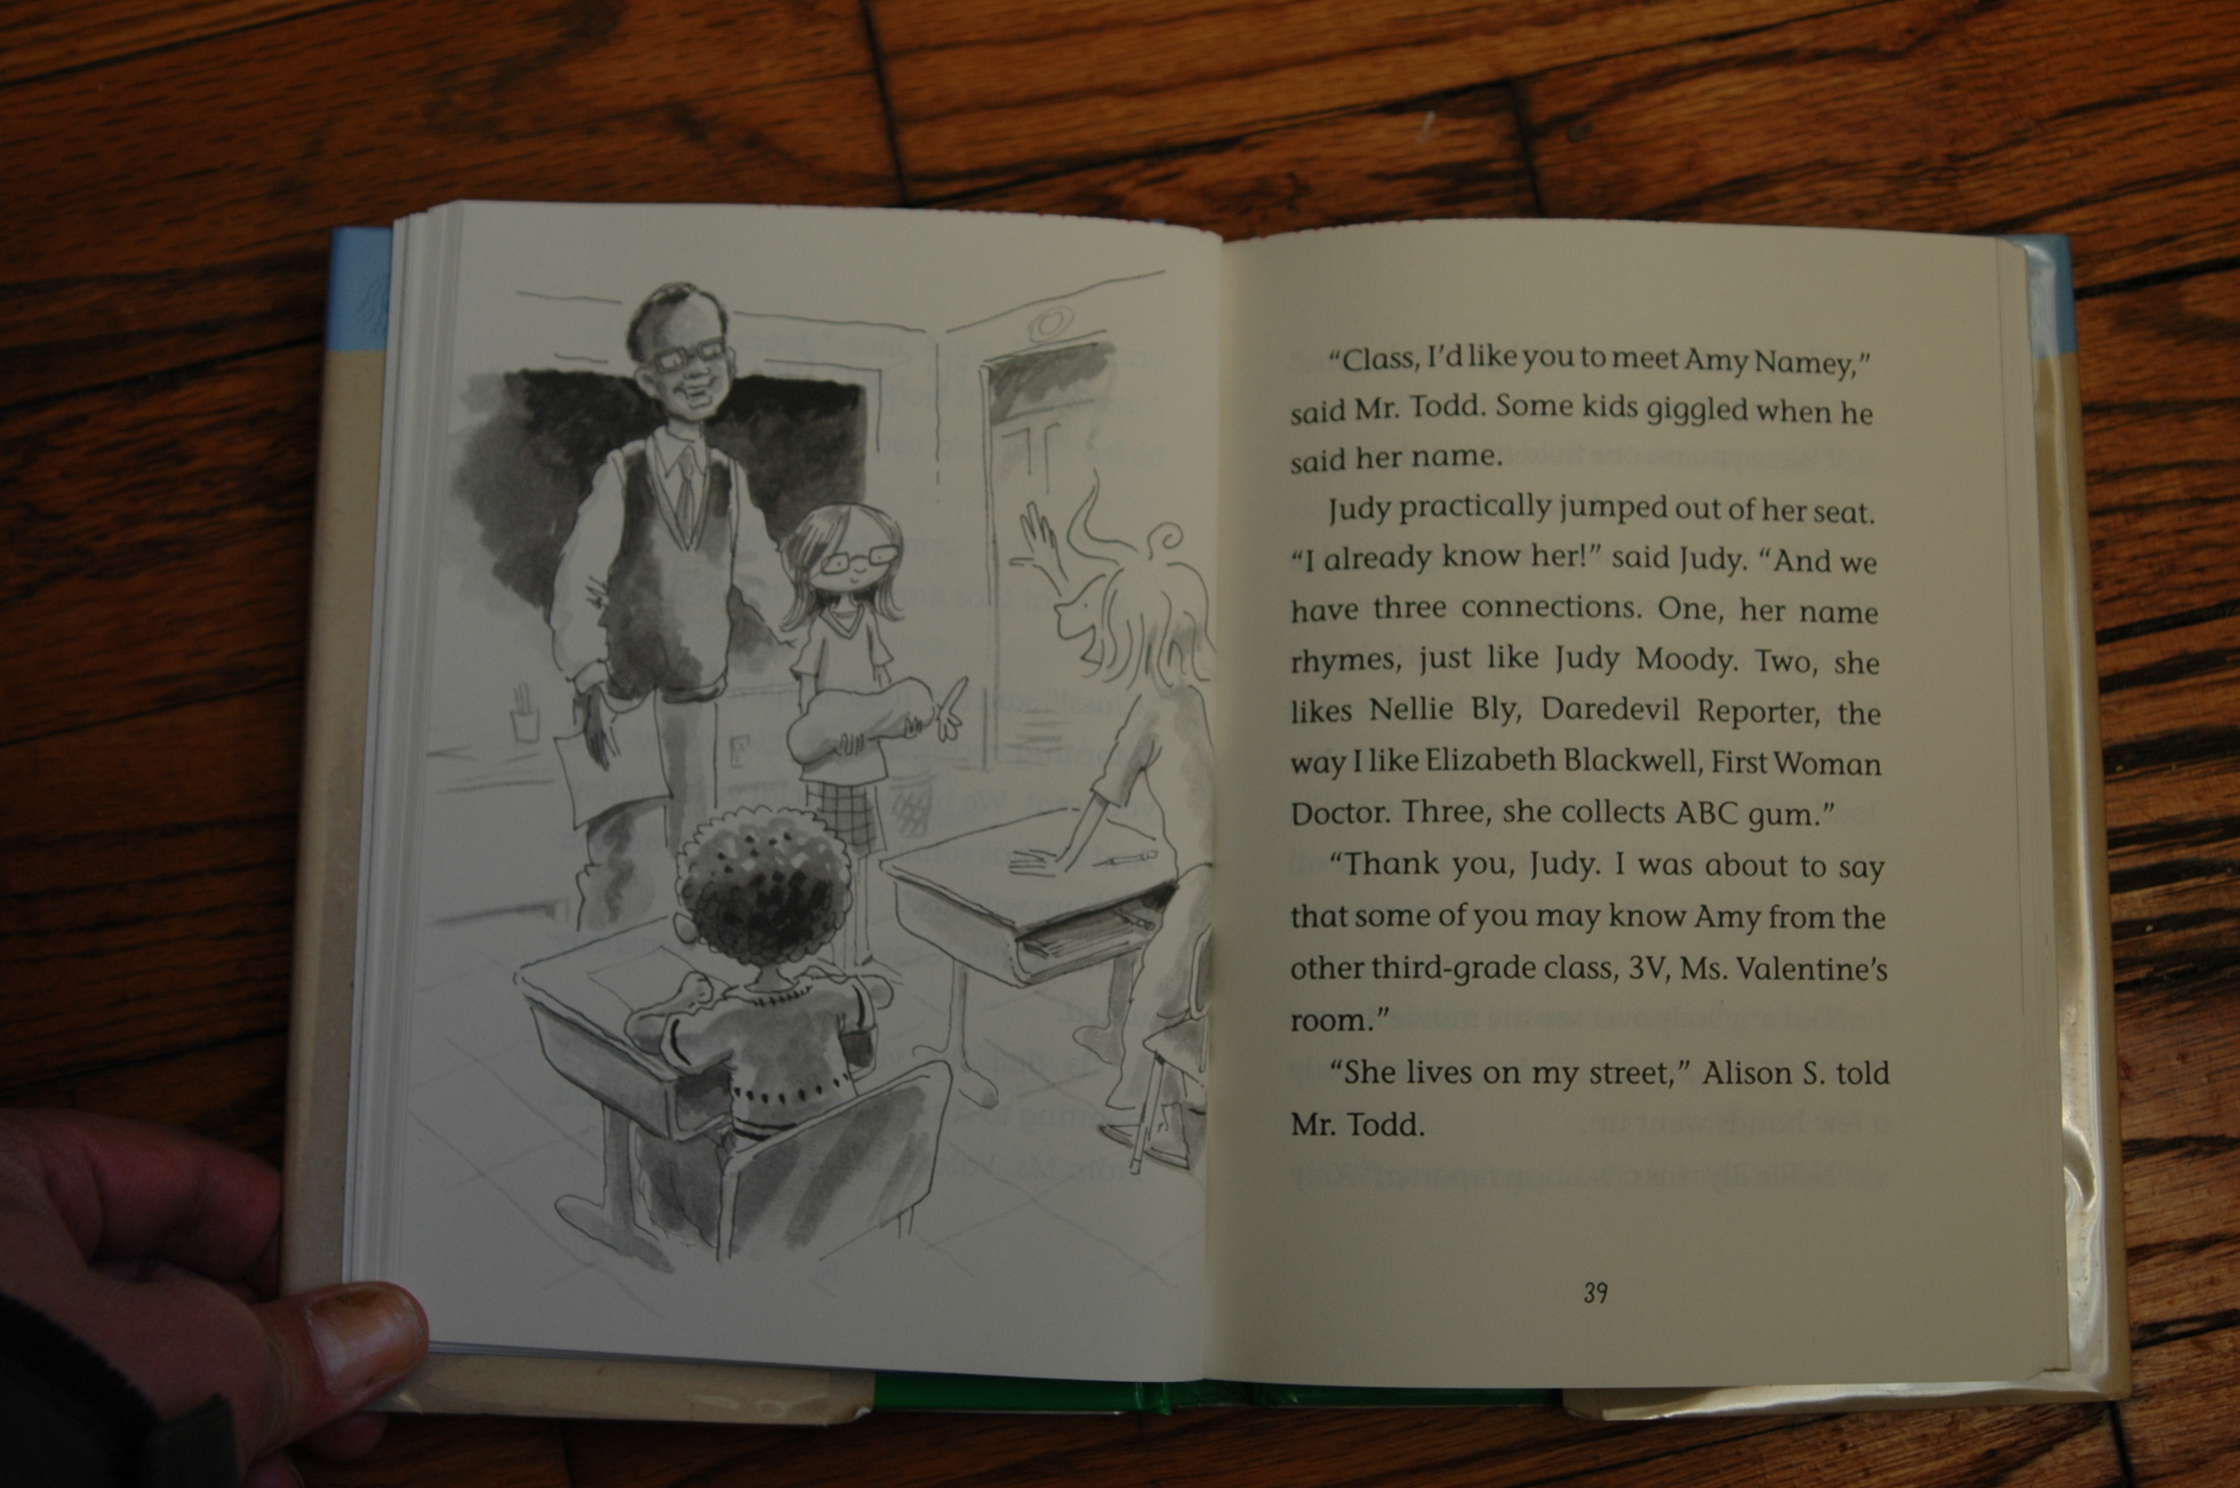 “Class, I’d like you to meet Amy Namey,”
said Mr. Todd. Some kids giggled when he
said her name.
Judy practically jumped out of her seat.
“I already know her!” said Judy. “And we
have three connections. One, her name
rhymes, just like Judy Moody. Two, she
likes Nellie Bly, Daredevil Reporter, the
way I like Elizabeth Blackwell, First Woman
Doctor. Three, she collects ABC gum.”
“Thank you, Judy. I was about to say
that some of you may know Amy from the
other third-grade class, 3V, Ms. Valentine’s
room.”
“She lives on my street,” Alison S. told
Mr. Todd.
39